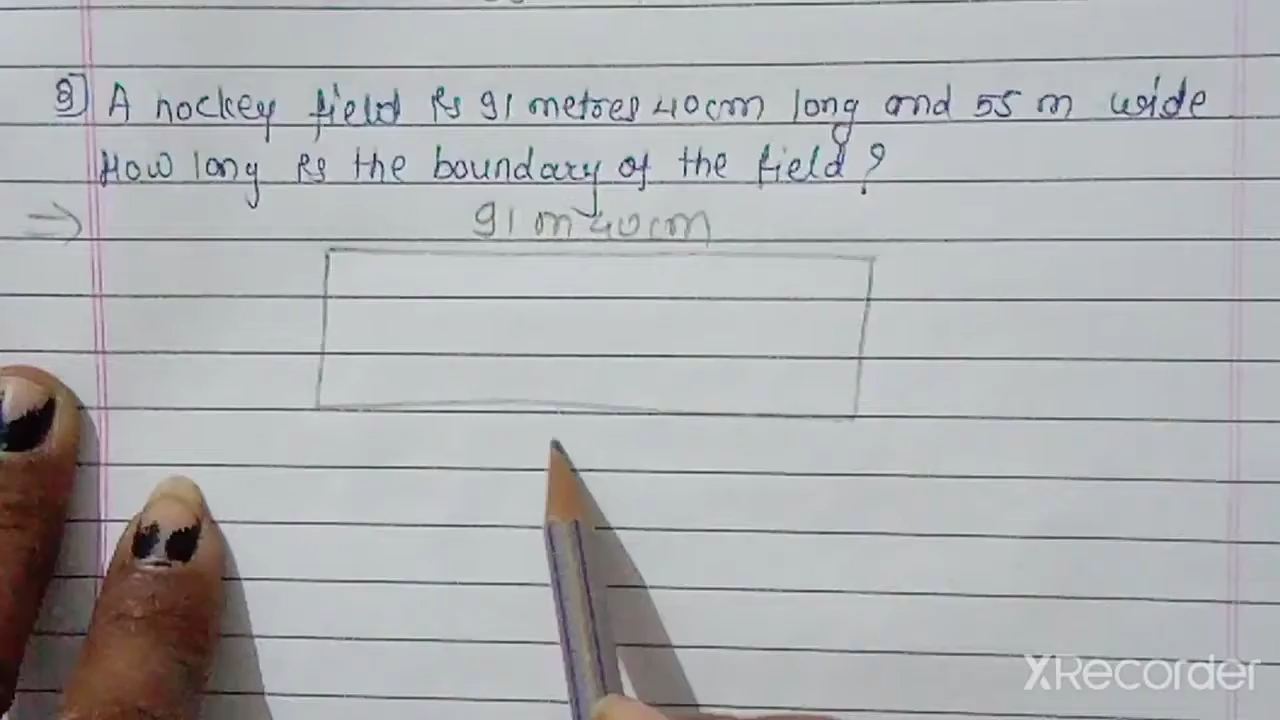 8] A hockey field is 91 metres 40cm long and 55 m wide
How long is the boundary of the field?
⇒ 91 m 40cm
XRecorder